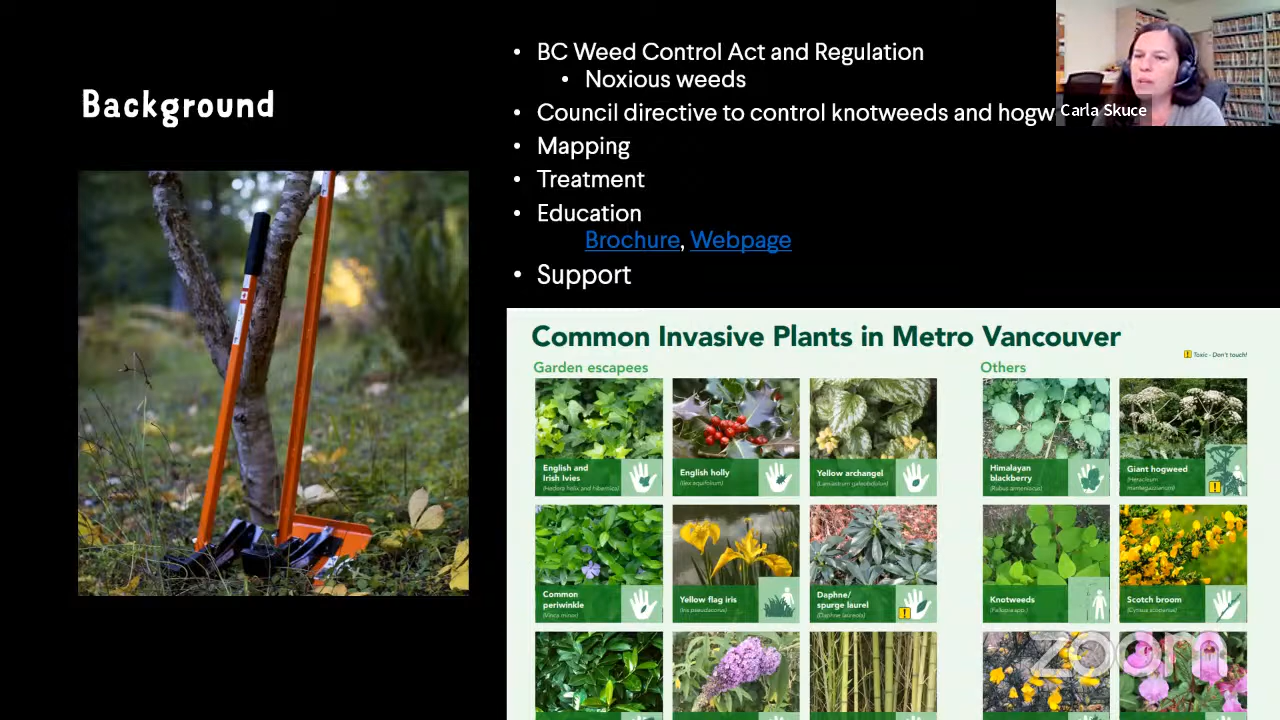 Background
• BC Weed Control Act and Regulation
• Noxious weeds
• Council directive to control knotweeds and hogw
• Mapping
• Treatment
• Education
Brochure, Webpage
• Support
Carla Skuce
Common Invasive Plants in Metro Vancouver
! Toxic - Don't touch!
Garden escapees
Others
English and
Irish Ivies
(Hedera helix and hibernica)
English holly
(Ilex aquifolium)
Yellow archangel
(Lamiastrum galeobdolon)
Himalayan
blackberry
(Rubus armeniacus)
Giant hogweed
(Heracleum
mantegazzianum)
!
Common
periwinkle
(Vinca minor)
Yellow flag iris
(Iris pseudacorus)
Daphne/
spurge laurel
(Daphne laureola)
!
Knotweeds
(Fallopia spp.)
Scotch broom
(Cytisus scoparius)
zoom